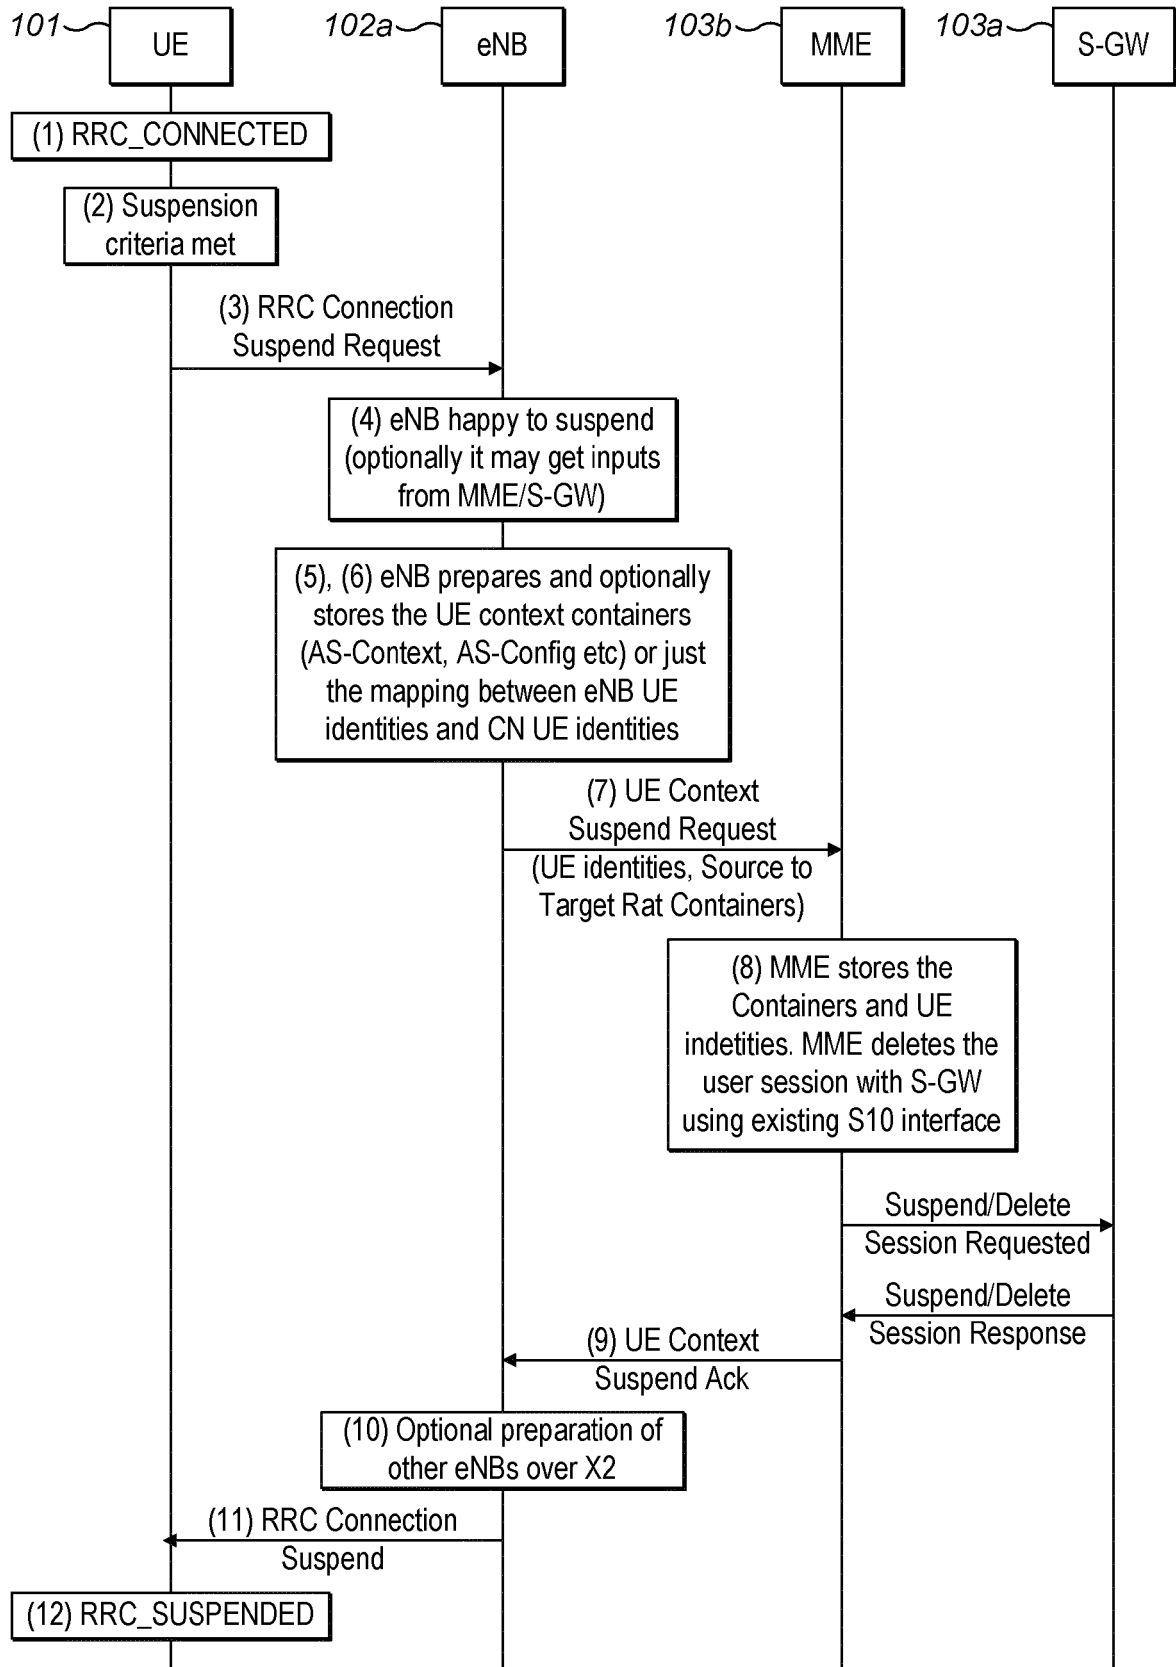 101
UE
102a
eNB
103b
MME
103a
S-GW
(1) RRC_CONNECTED
(2) Suspension
criteria met
(3) RRC Connection
Suspend Request
(4) eNB happy to suspend
(optionally it may get inputs
from MME/S-GW)
(5), (6) eNB prepares and optionally
stores the UE context containers
(AS-Context, AS-Config etc) or just
the mapping between eNB UE
identities and CN UE identities
(7) UE Context
Suspend Request
(UE identities, Source to
Target Rat Containers)
(8) MME stores the
Containers and UE
indetities. MME deletes the
user session with S-GW
using existing S10 interface
Suspend/Delete
Session Requested
Suspend/Delete
Session Response
(9) UE Context
Suspend Ack
(10) Optional preparation of
other eNBs over X2
(11) RRC Connection
Suspend
(12) RRC_SUSPENDED